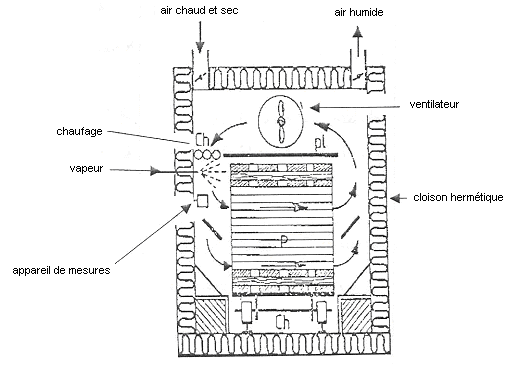 air chaud et sec
air humide
ventilateur
chaufage
Ch
pl
vapeur
P
cloison hermétique
appareil de mesures
Ch